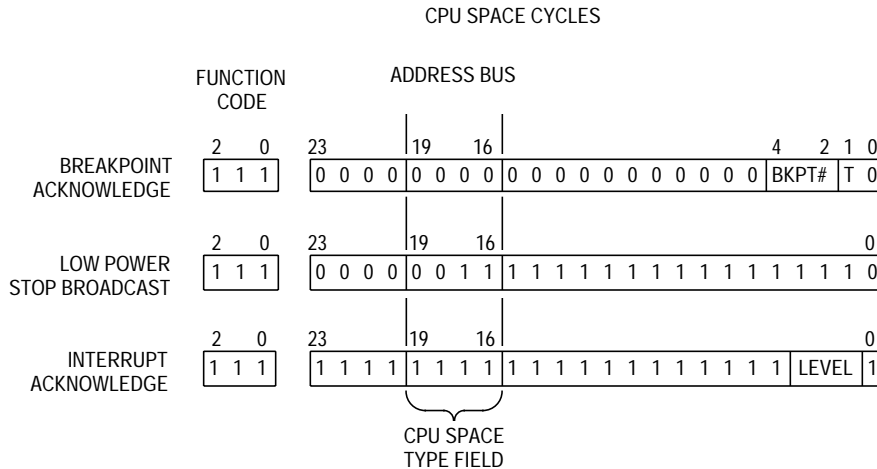 CPU SPACE CYCLES
FUNCTION
CODE
ADDRESS BUS
2 0 23 19 16 4 2 1 0
BREAKPOINT
ACKNOWLEDGE
1 1 1 0 0 0 0 0 0 0 0 0 0 0 0 0 0 0 0 0 0 0 BKPT# T 0
2 0 23 19 16 0
LOW POWER
STOP BROADCAST
1 1 1 0 0 0 0 0 0 1 1 1 1 1 1 1 1 1 1 1 1 1 1 1 1 1 0
2 0 23 19 16 0
INTERRUPT
ACKNOWLEDGE
1 1 1 1 1 1 1 1 1 1 1 1 1 1 1 1 1 1 1 1 1 1 1 LEVEL 1
CPU SPACE
TYPE FIELD